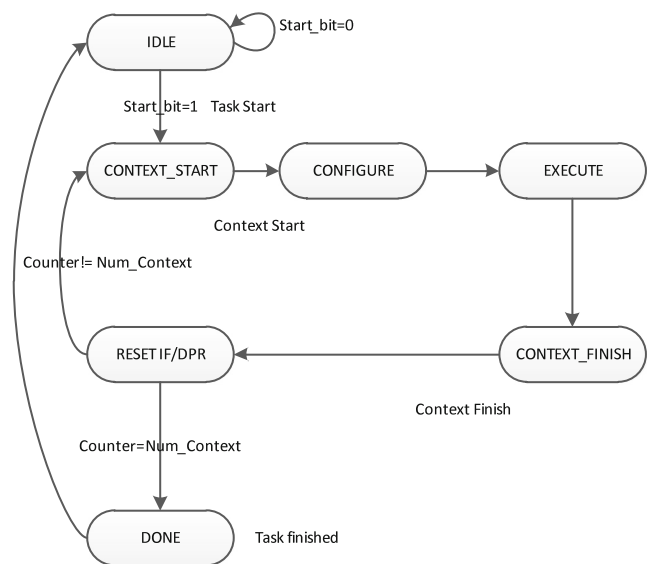 IDLE
Start_bit=0
Start_bit=1 Task Start
CONTEXT_START
CONFIGURE
EXECUTE
Context Start
Counter!= Num_Context
RESET IF/DPR
CONTEXT_FINISH
Context Finish
Counter=Num_Context
DONE
Task finished